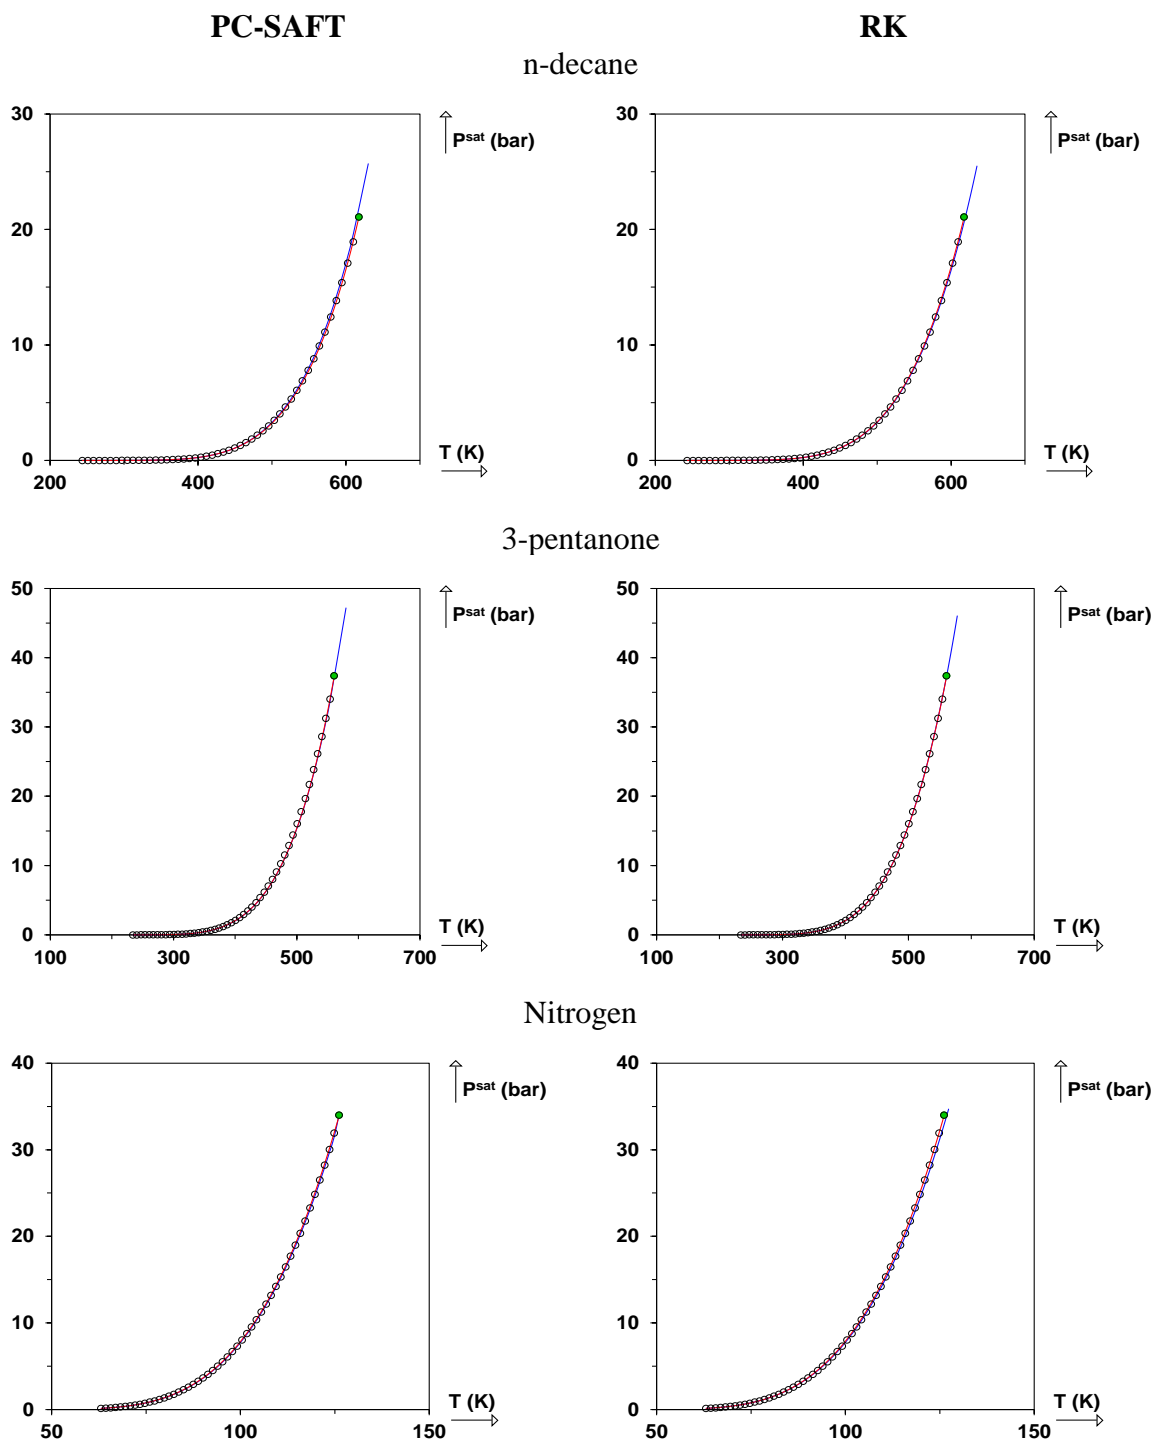 PC-SAFT RK
n-decane
30 30
Psat (bar) Psat (bar)
20 20
10 10
T (K) T (K)
0 0
200 400 600 200 400 600
3-pentanone
50 50
Psat (bar) Psat (bar)
40 40
30 30
20 20
10 10
T (K) T (K)
0 0
100 300 500 700 100 300 500 700
Nitrogen
40 40
Psat (bar) Psat (bar)
30 30
20 20
10 10
T (K) T (K)
0 0
50 100 150 50 100 150